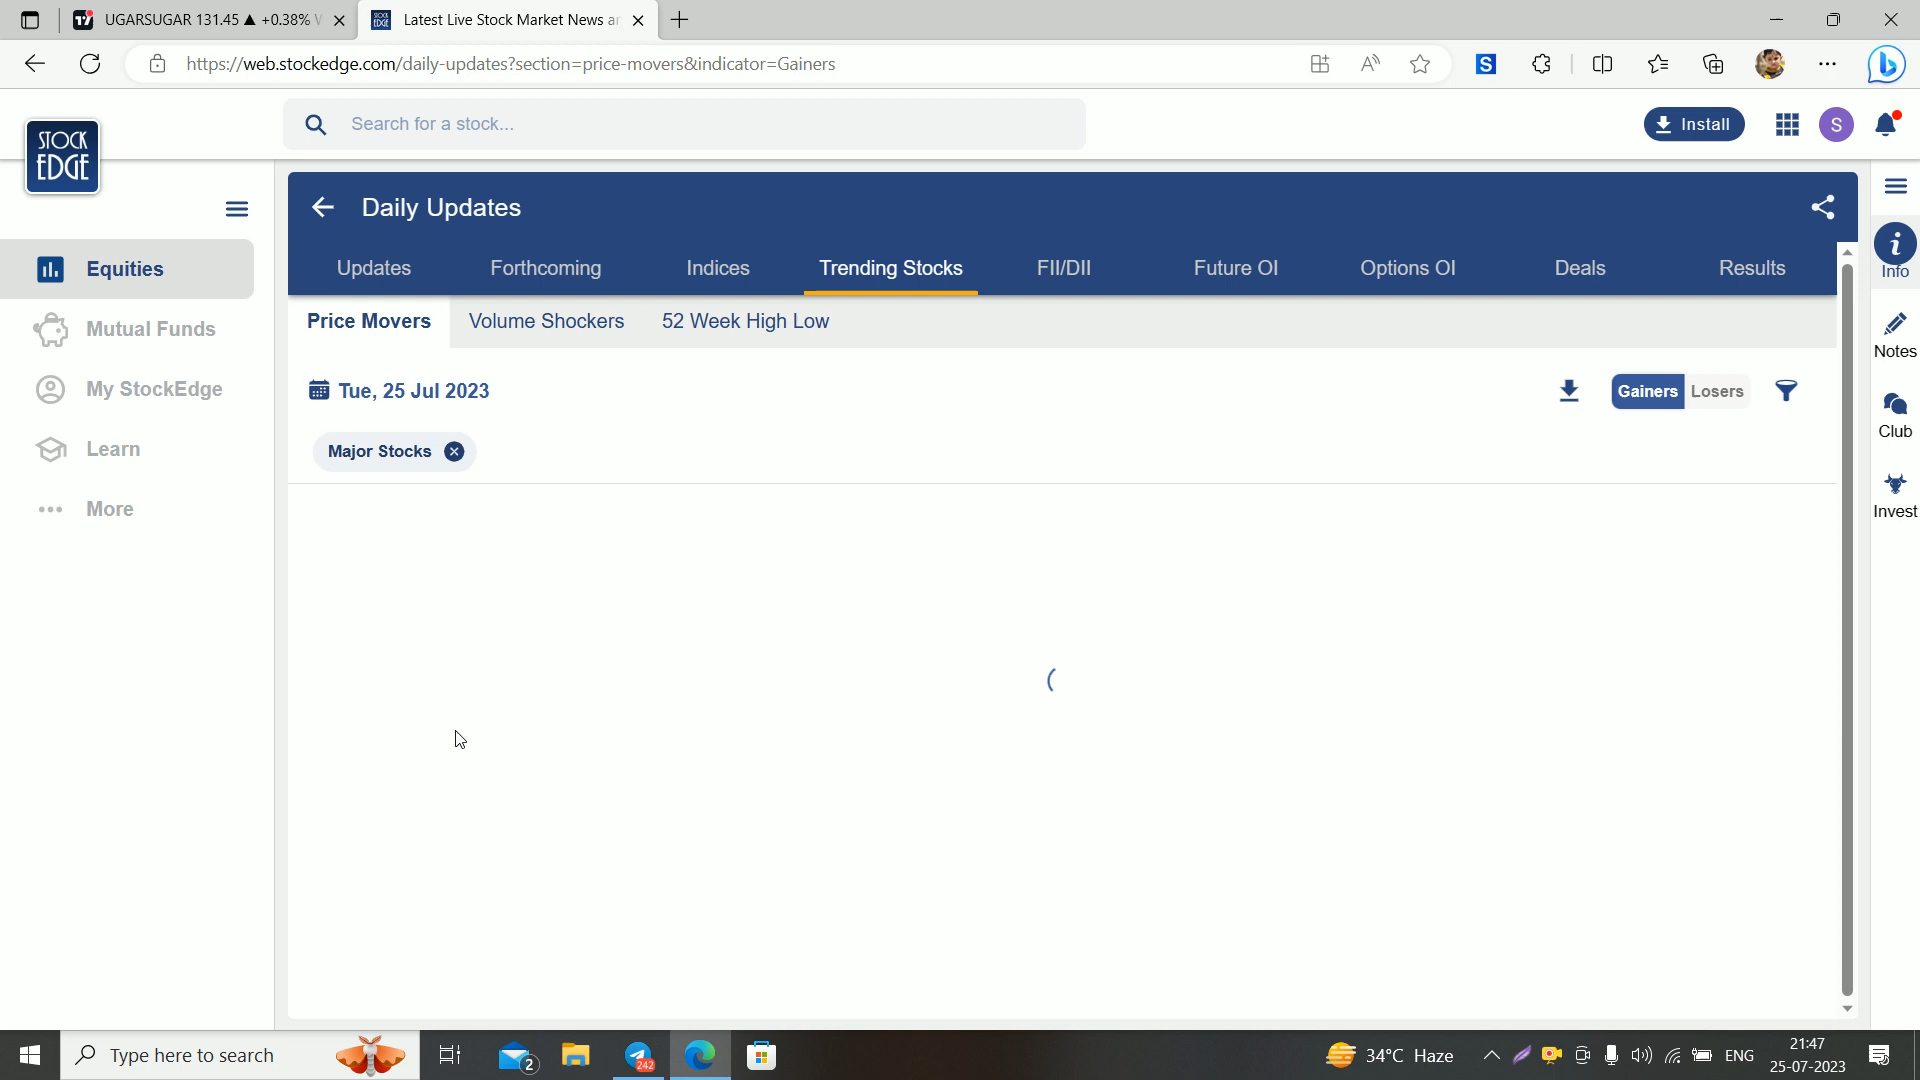 UGARSUGAR 131.45 ▲ +0.38%
Latest Live Stock Market News
https://web.stockedge.com/daily-updates?section=price-movers&indicator=Gainers
STOCK
EDGE
Search for a stock...
Install
S
Daily Updates
Updates Forthcoming Indices Trending Stocks FII/DII Future OI Options OI Deals Results
Price Movers Volume Shockers 52 Week High Low
Tue, 25 Jul 2023
Gainers Losers
Major Stocks
Equities
Mutual Funds
My StockEdge
Learn
More
Info
Notes
Club
Invest
Type here to search
2
242
34°C Haze
ENG
21:47
25-07-2023